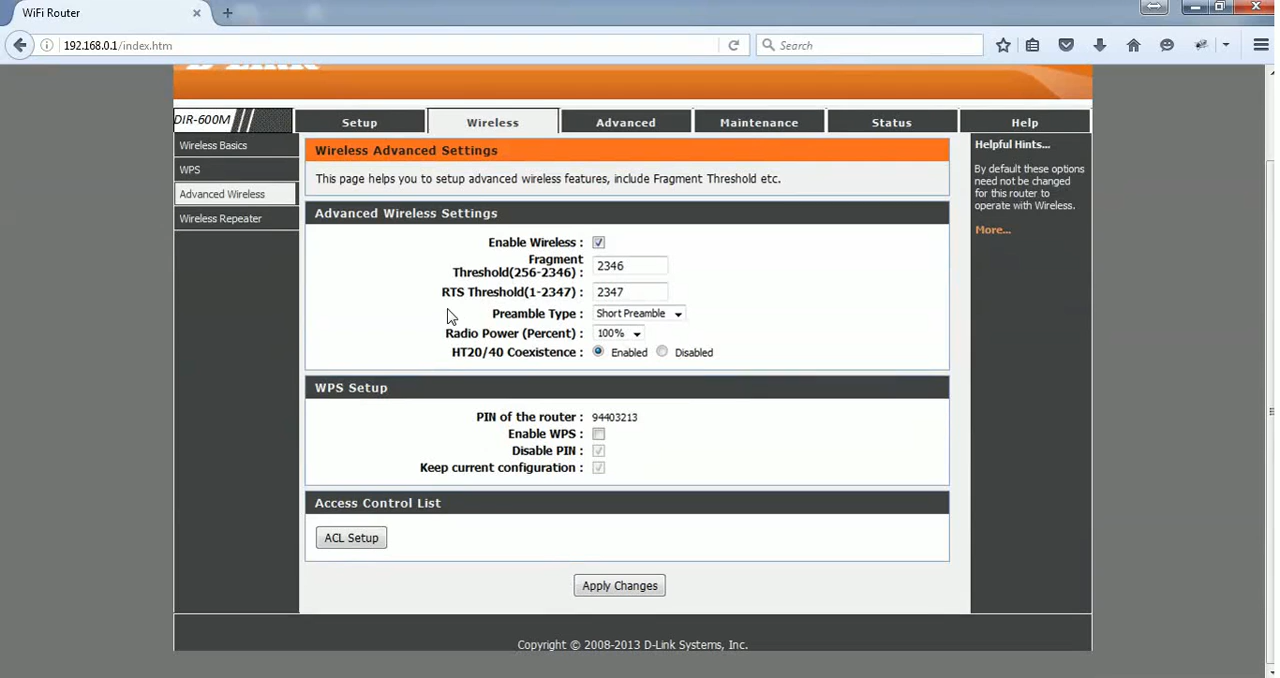 WiFi Router
192.168.0.1/index.htm
Search
D-Link
DIR-600M
Setup
Wireless
Advanced
Maintenance
Status
Help
Wireless Basics
WPS
Advanced Wireless
Wireless Repeater
Wireless Advanced Settings
This page helps you to setup advanced wireless features, include Fragment Threshold etc.
Advanced Wireless Settings
Enable Wireless :
Fragment
Threshold(256-2346) : 2346
RTS Threshold(1-2347) : 2347
Preamble Type : Short Preamble
Radio Power (Percent) : 100%
HT20/40 Coexistence : Enabled Disabled
WPS Setup
PIN of the router : 94403213
Enable WPS :
Disable PIN :
Keep current configuration :
Access Control List
ACL Setup
Apply Changes
Helpful Hints...
By default these options
need not be changed
for this router to
operate with Wireless.
More...
Copyright © 2008-2013 D-Link Systems, Inc.